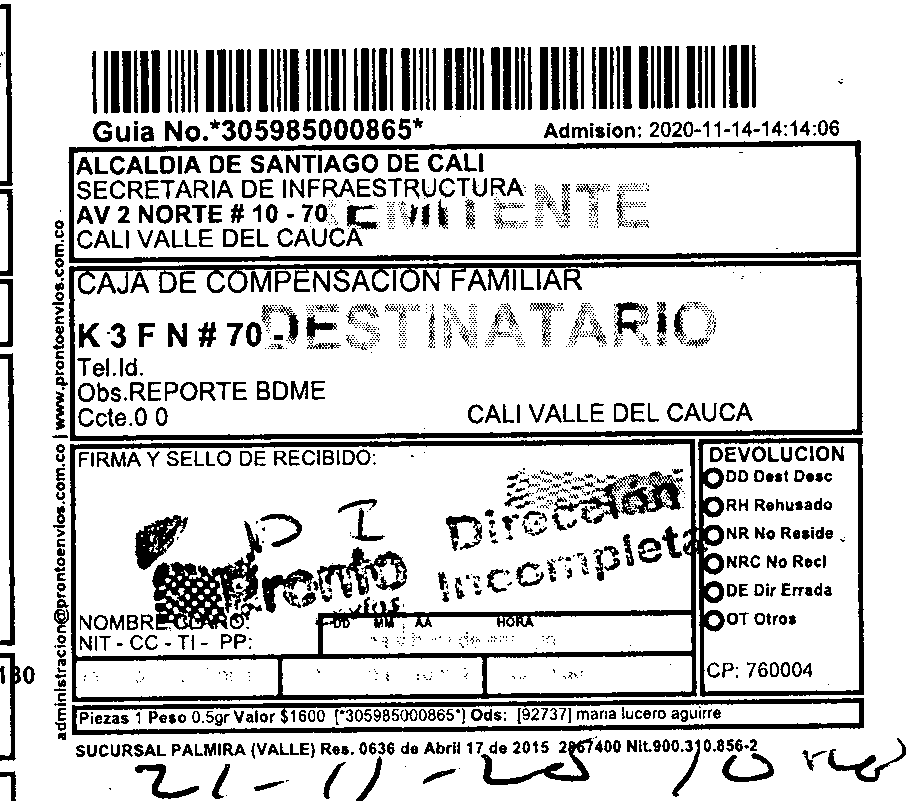 Guia No.*305985000865*
Admision: 2020-11-14-14:14:06
ALCALDIA DE SANTIAGO DE CALI
SECRETARIA DE INFRAESTRUCTURA
AV 2 NORTE # 10 - 70
CALI VALLE DEL CAUCA
REMITENTE
CAJA DE COMPENSACION FAMILIAR
K 3 F N # 70 -
DESTINATARIO
Tel.Id.
Obs.REPORTE BDME
Ccte.0 0
CALI VALLE DEL CAUCA
administracion@prontoenvios.com.co | www.prontoenvios.com.co
FIRMA Y SELLO DE RECIBIDO:
D I
Pronto
envios
Dirección
Incompleta
NOMBRE CLARO:
NIT - CC - TI - PP:
DD MM AA HORA
DEVOLUCION
DD Dest Desc
RH Rehusado
NR No Reside
NRC No Recl
DE Dir Errada
OT Otros
CP: 760004
Piezas 1 Peso 0.5gr Valor $1600 [*305985000865*] Ods: [92737] maria lucero aguirre
SUCURSAL PALMIRA (VALLE) Res. 0636 de Abril 17 de 2015 2867400 Nit.900.310.856-2
21-11-20